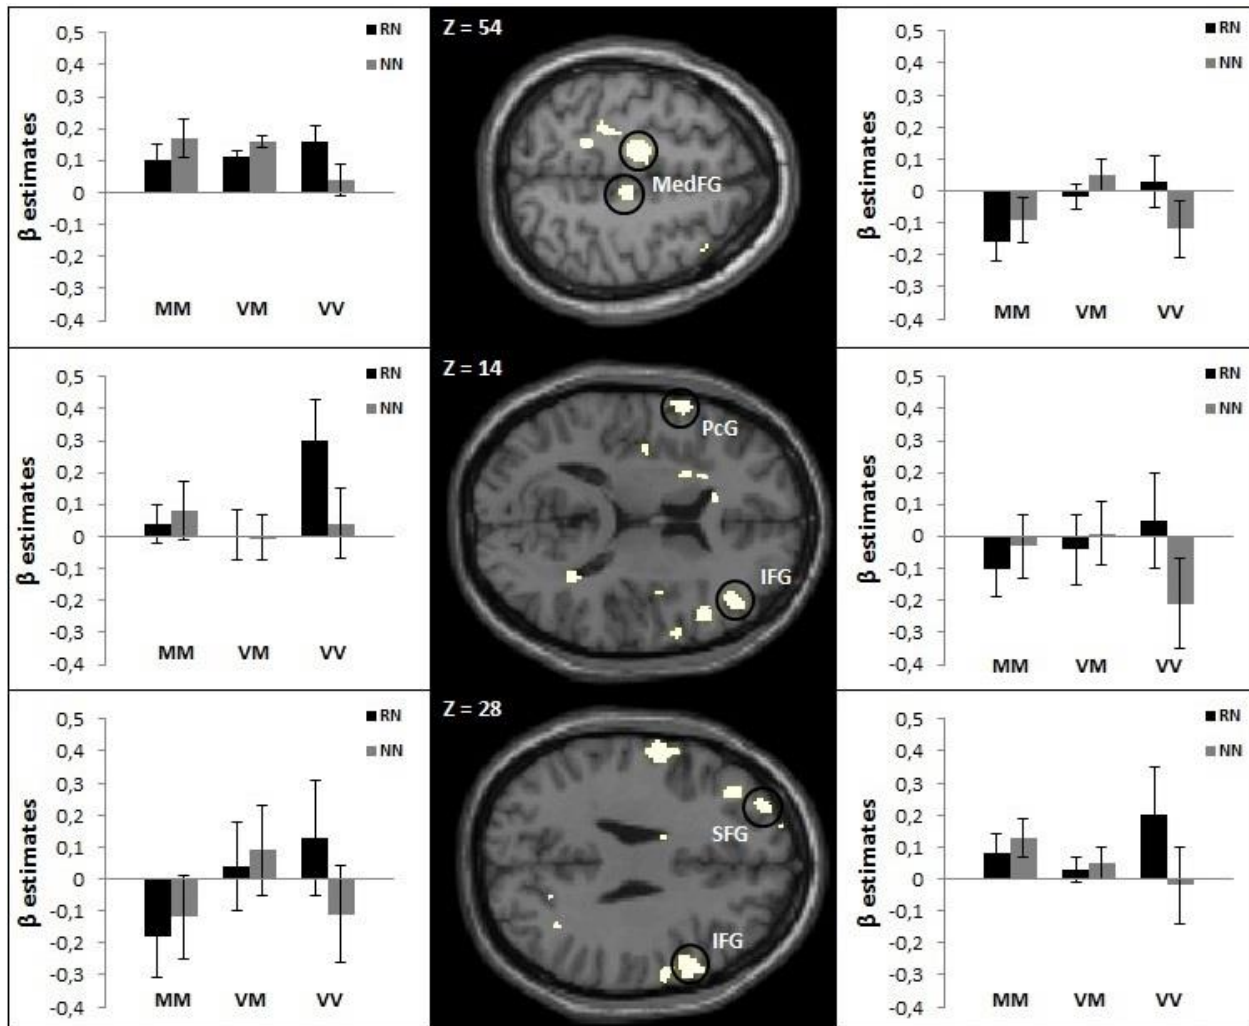 β estimates
0,5
0,4
0,3
0,2
0,1
0
-0,1
-0,2
-0,3
-0,4
RN
NN
MM VM VV
Z = 54
MedFG
β estimates
0,5
0,4
0,3
0,2
0,1
0
-0,1
-0,2
-0,3
-0,4
RN
NN
MM VM VV
β estimates
0,5
0,4
0,3
0,2
0,1
0
-0,1
-0,2
-0,3
-0,4
RN
NN
MM VM VV
Z = 14
PcG
IFG
β estimates
0,5
0,4
0,3
0,2
0,1
0
-0,1
-0,2
-0,3
-0,4
RN
NN
MM VM VV
β estimates
0,5
0,4
0,3
0,2
0,1
0
-0,1
-0,2
-0,3
-0,4
RN
NN
MM VM VV
Z = 28
SFG
IFG
β estimates
0,5
0,4
0,3
0,2
0,1
0
-0,1
-0,2
-0,3
-0,4
RN
NN
MM VM VV